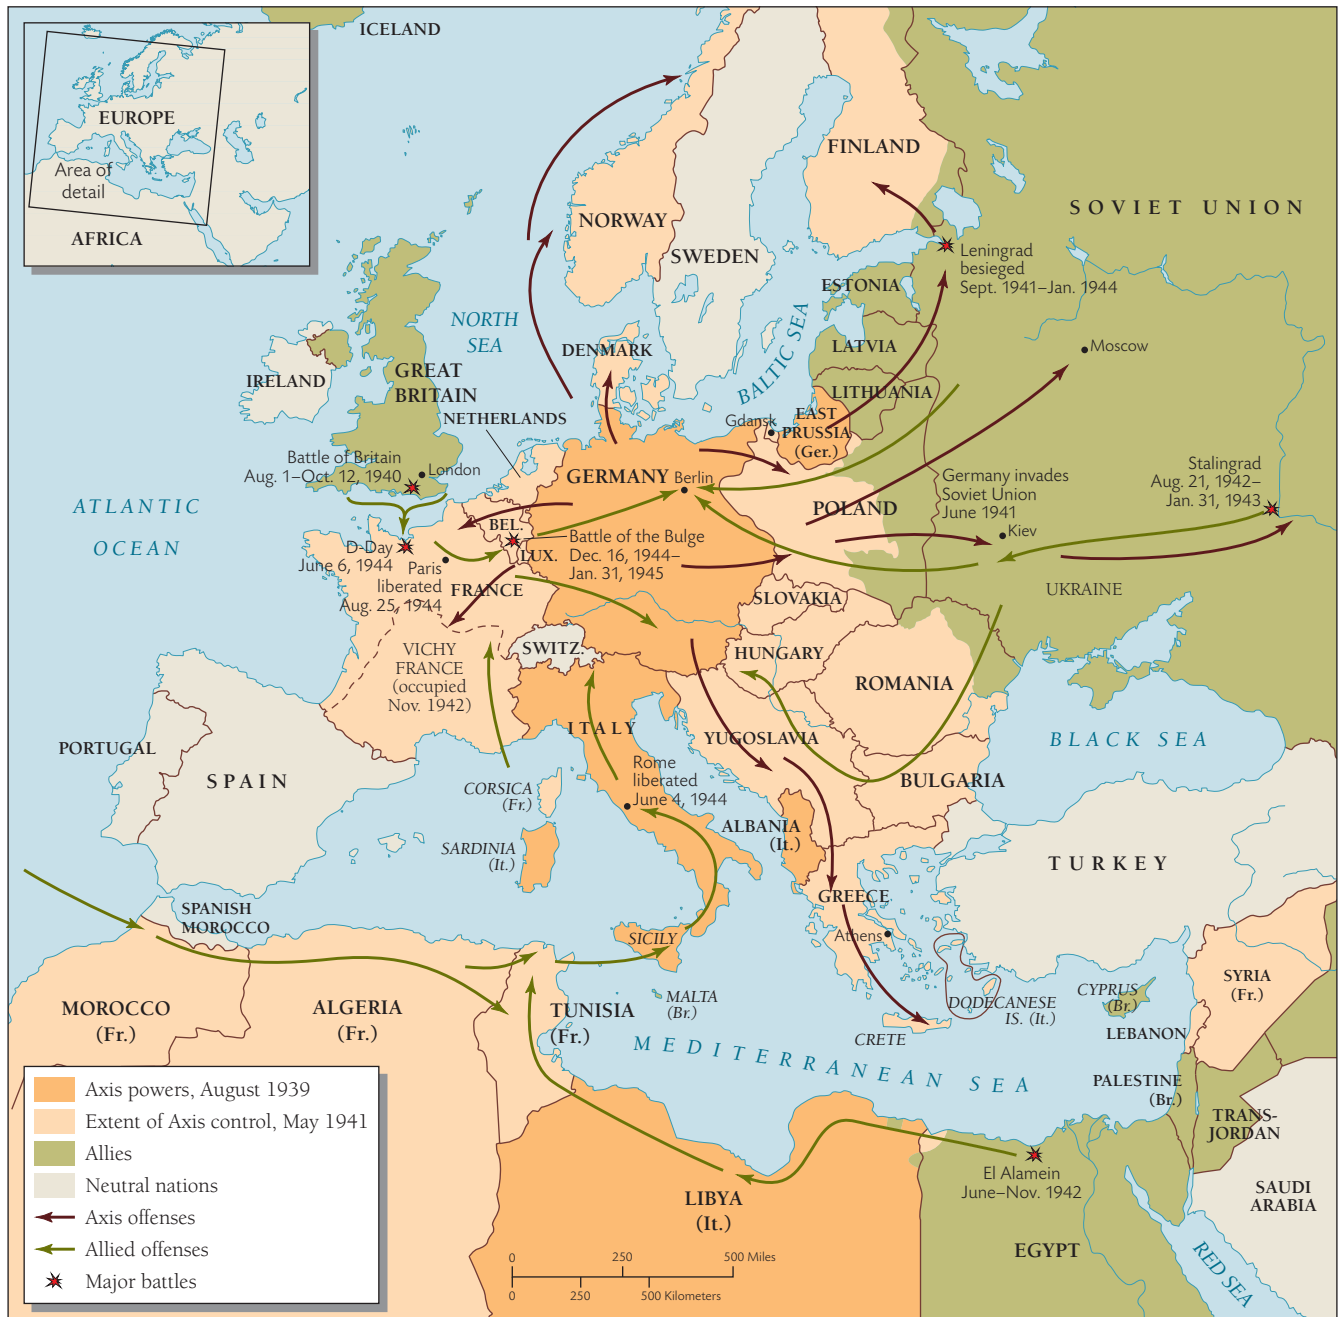 ICELAND
EUROPE
Area of
detail
AFRICA
FINLAND
SOVIET UNION
NORWAY
SWEDEN
Leningrad
besieged
Sept. 1941–Jan. 1944
ESTONIA
NORTH
SEA
BALTIC SEA
DENMARK
LATVIA
Moscow
IRELAND
GREAT
BRITAIN
LITHUANIA
NETHERLANDS
Gdansk
EAST
PRUSSIA
(Ger.)
Battle of Britain
Aug. 1–Oct. 12, 1940
London
GERMANY
Berlin
Germany invades
Soviet Union
June 1941
Stalingrad
Aug. 21, 1942–
Jan. 31, 1943
ATLANTIC
OCEAN
POLAND
BEL.
Kiev
D-Day
June 6, 1944
LUX.
Battle of the Bulge
Dec. 16, 1944–
Jan. 31, 1945
Paris
liberated
Aug. 25, 1944
FRANCE
SLOVAKIA
UKRAINE
VICHY
FRANCE
(occupied
Nov. 1942)
SWITZ.
HUNGARY
ROMANIA
ITALY
YUGOSLAVIA
BLACK SEA
PORTUGAL
SPAIN
CORSICA
(Fr.)
Rome
liberated
June 4, 1944
BULGARIA
ALBANIA
(It.)
SARDINIA
(It.)
TURKEY
GREECE
SPANISH
MOROCCO
SICILY
Athens
MOROCCO
(Fr.)
ALGERIA
(Fr.)
TUNISIA
(Fr.)
MALTA
(Br.)
DODECANESE
IS. (It.)
CYPRUS
(Br.)
SYRIA
(Fr.)
CRETE
LEBANON
MEDITERRANEAN SEA
PALESTINE
(Br.)
TRANS-
JORDAN
El Alamein
June–Nov. 1942
LIBYA
(It.)
EGYPT
SAUDI
ARABIA
RED SEA
Axis powers, August 1939
Extent of Axis control, May 1941
Allies
Neutral nations
Axis offenses
Allied offenses
Major battles
0 250 500 Miles
0 250 500 Kilometers